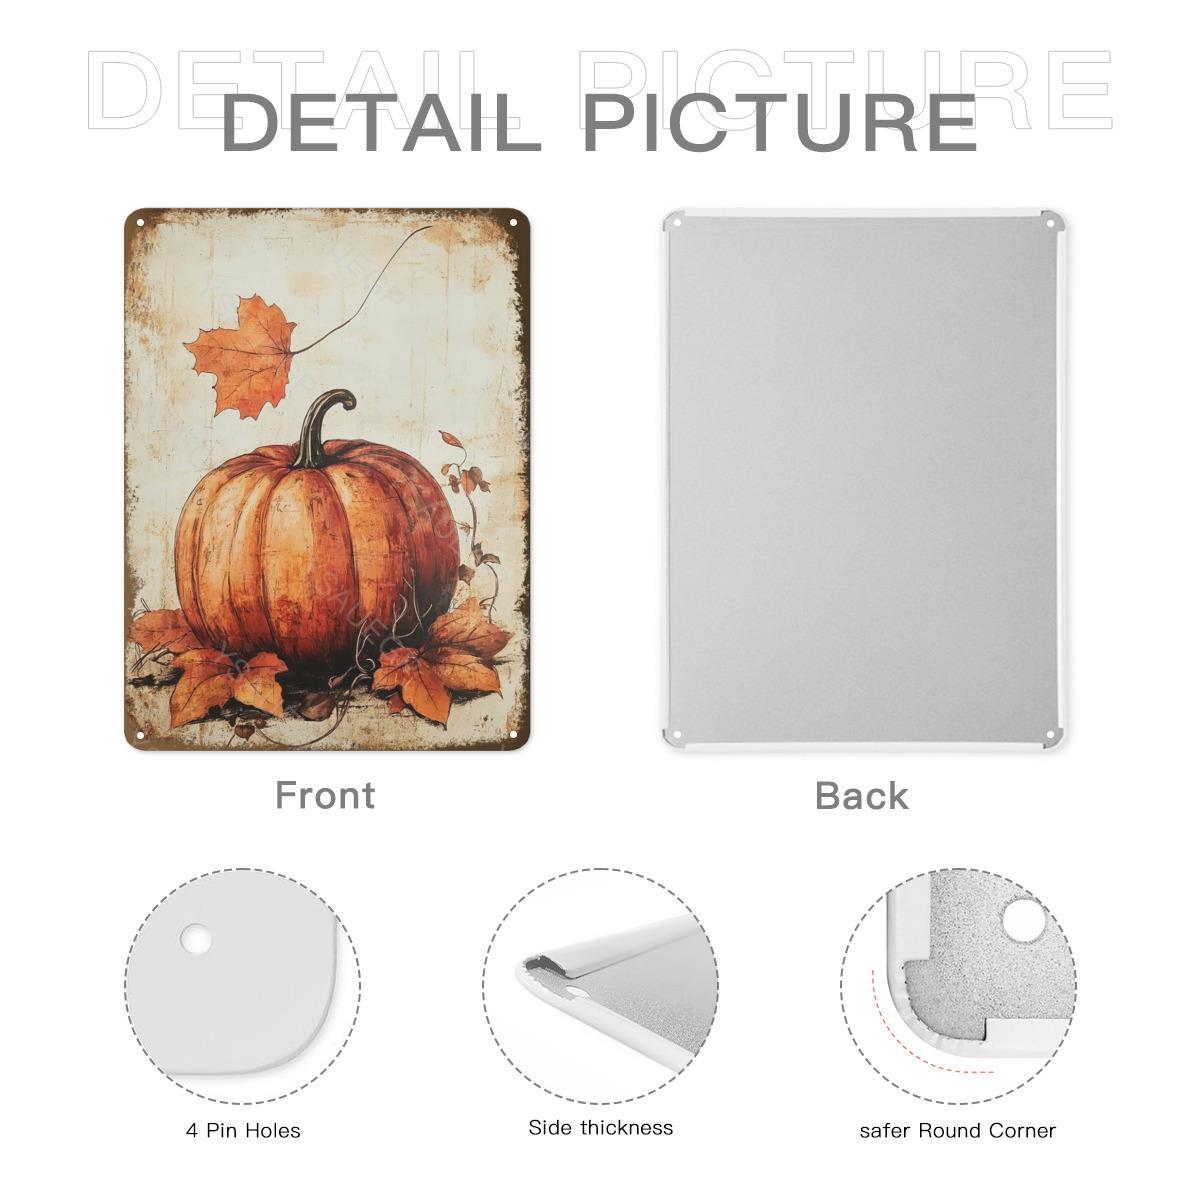 DETAIL PICTURE
DETAIL PICTURE
Front
Back
4 Pin Holes
Side thickness
safer Round Corner